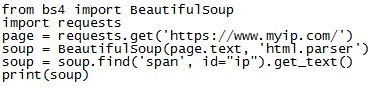 from bs4 import BeautifulSoup
import requests
page = requests.get('https://www.myip.com/')
soup = BeautifulSoup(page.text, 'html.parser')
soup = soup.find('span', id="ip").get_text()
print(soup)